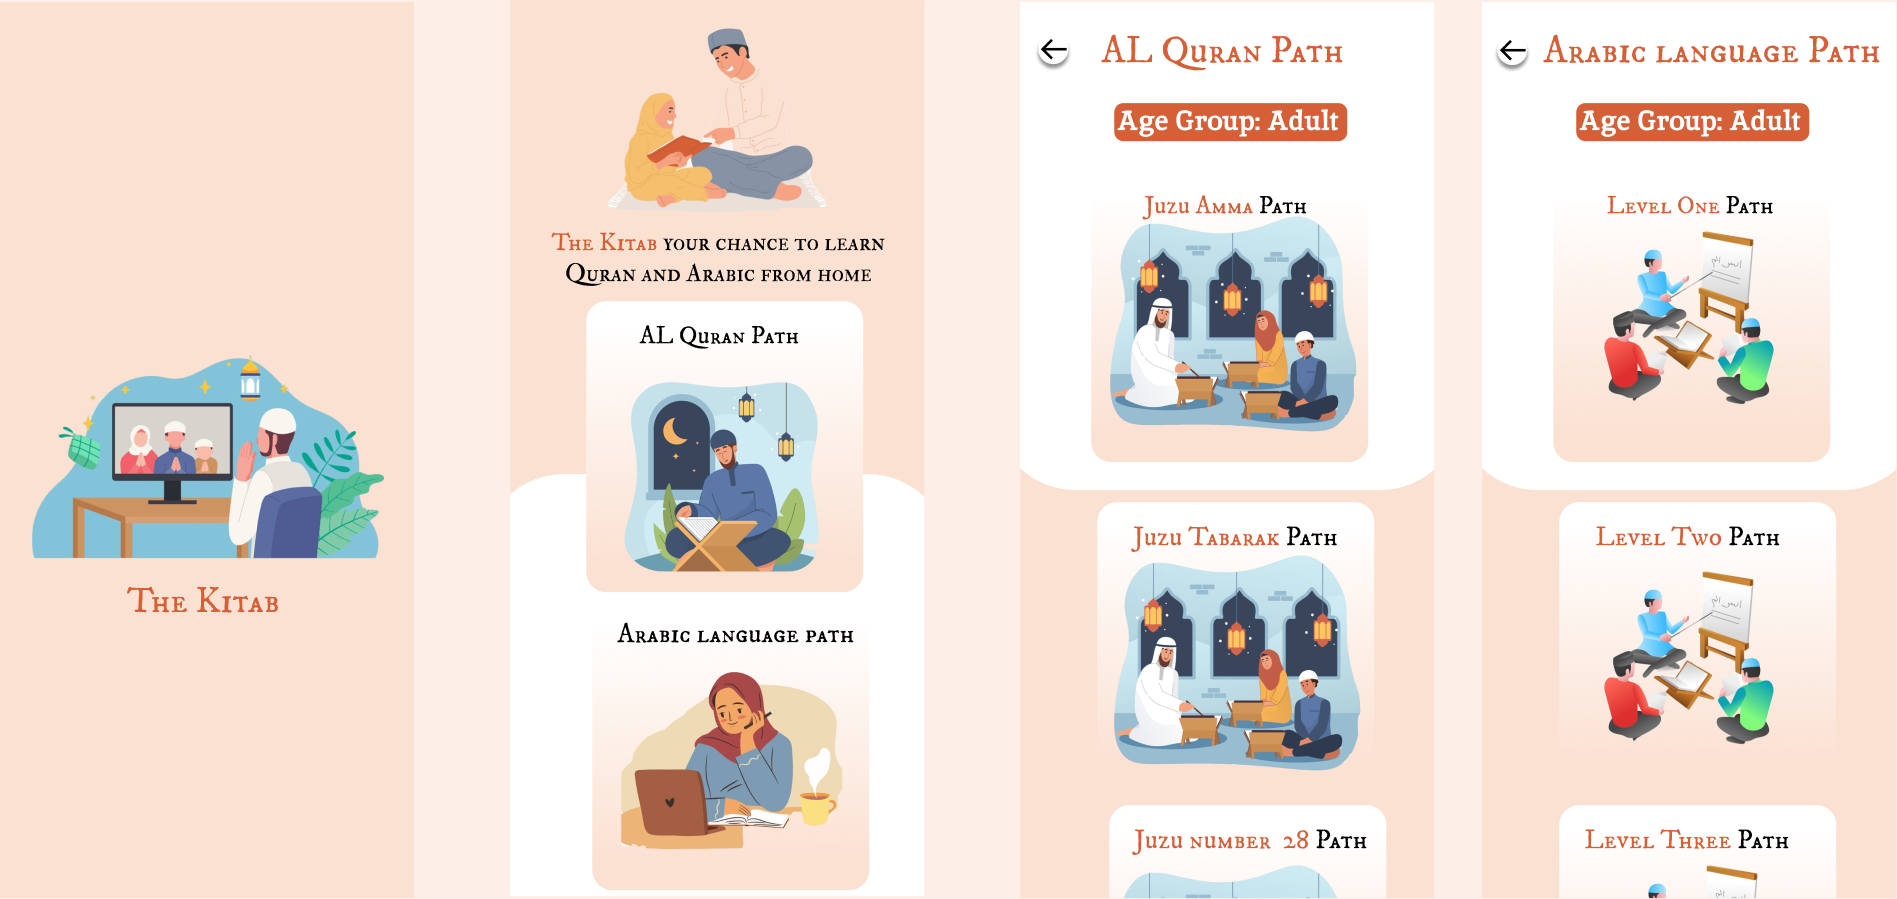 The Kitab
The Kitab your chance to learn
Quran and Arabic from home
AL Quran Path
Arabic language path
AL Quran Path
Age Group: Adult
Juzu Amma Path
Juzu Tabarak Path
Juzu number 28 Path
Arabic language Path
Age Group: Adult
Level One Path
Level Two Path
Level Three Path